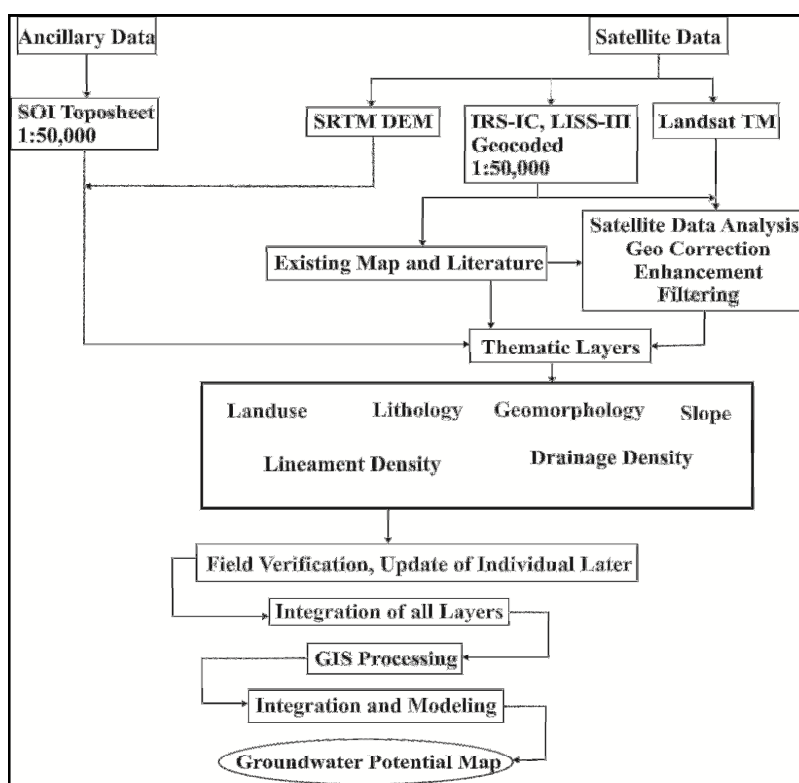 Ancillary Data
Satellite Data
SOI Toposheet
1:50,000
SRTM DEM
IRS-IC, LISS-III
Geocoded
1:50,000
Landsat TM
Satellite Data Analysis
Geo Correction
Enhancement
Filtering
Existing Map and Literature
Thematic Layers
Landuse
Lithology
Geomorphology
Slope
Lineament Density
Drainage Density
Field Verification, Update of Individual Later
Integration of all Layers
GIS Processing
Integration and Modeling
Groundwater Potential Map